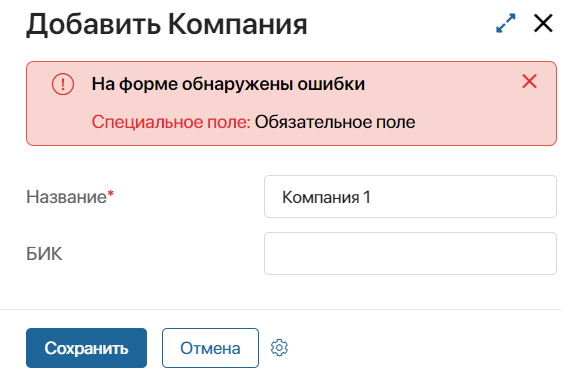 Добавить Компания
На форме обнаружены ошибки
Специальное поле: Обязательное поле
Название* Компания 1
БИК
Сохранить Отмена